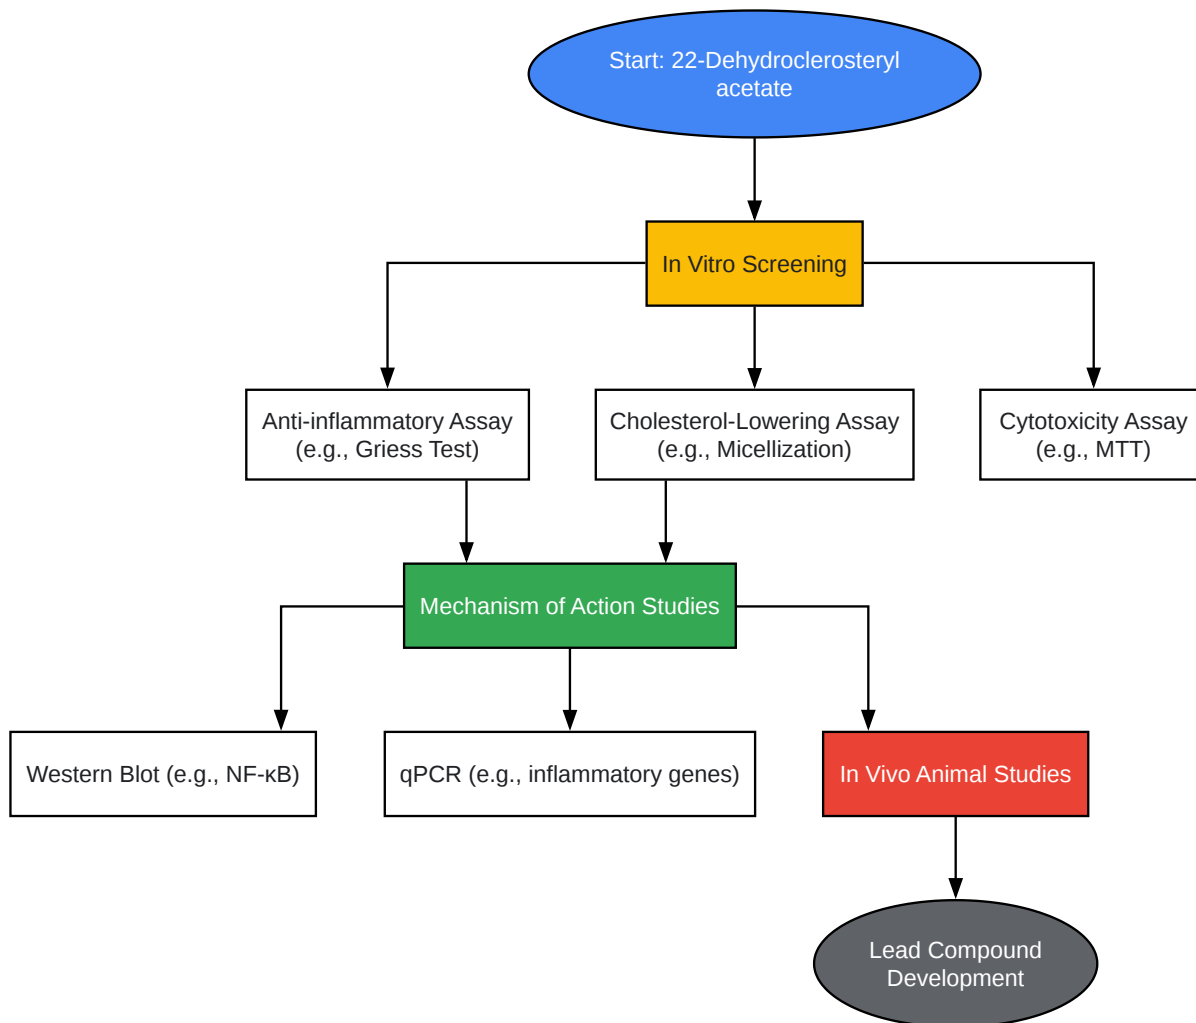 Start: 22-Dehydroclerosteryl
acetate
In Vitro Screening
Anti-inflammatory Assay
(e.g., Griess Test)
Cholesterol-Lowering Assay
(e.g., Micellization)
Cytotoxicity Assay
(e.g., MTT)
Mechanism of Action Studies
Western Blot (e.g., NF-κB)
qPCR (e.g., inflammatory genes)
In Vivo Animal Studies
Lead Compound
Development